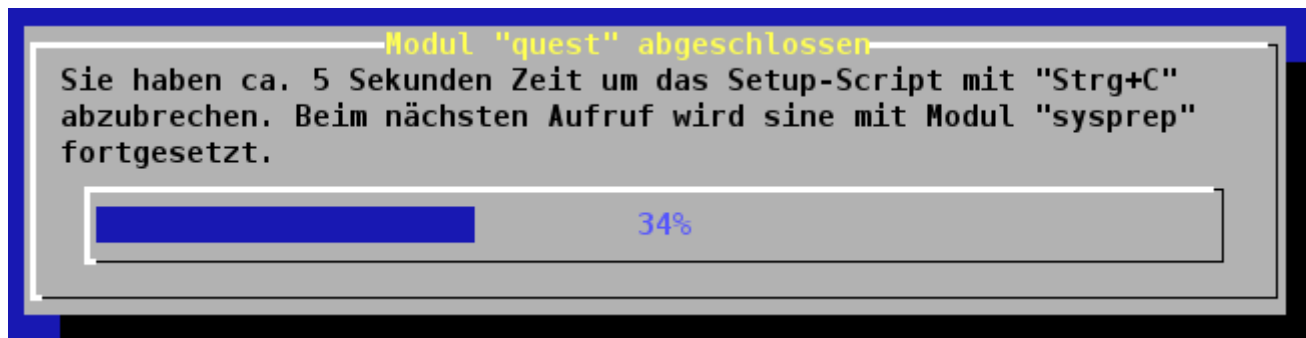 Modul "quest" abgeschlossen
Sie haben ca. 5 Sekunden Zeit um das Setup-Script mit "Strg+C"
abzubrechen. Beim nächsten Aufruf wird sine mit Modul "sysprep"
fortgesetzt.
34%